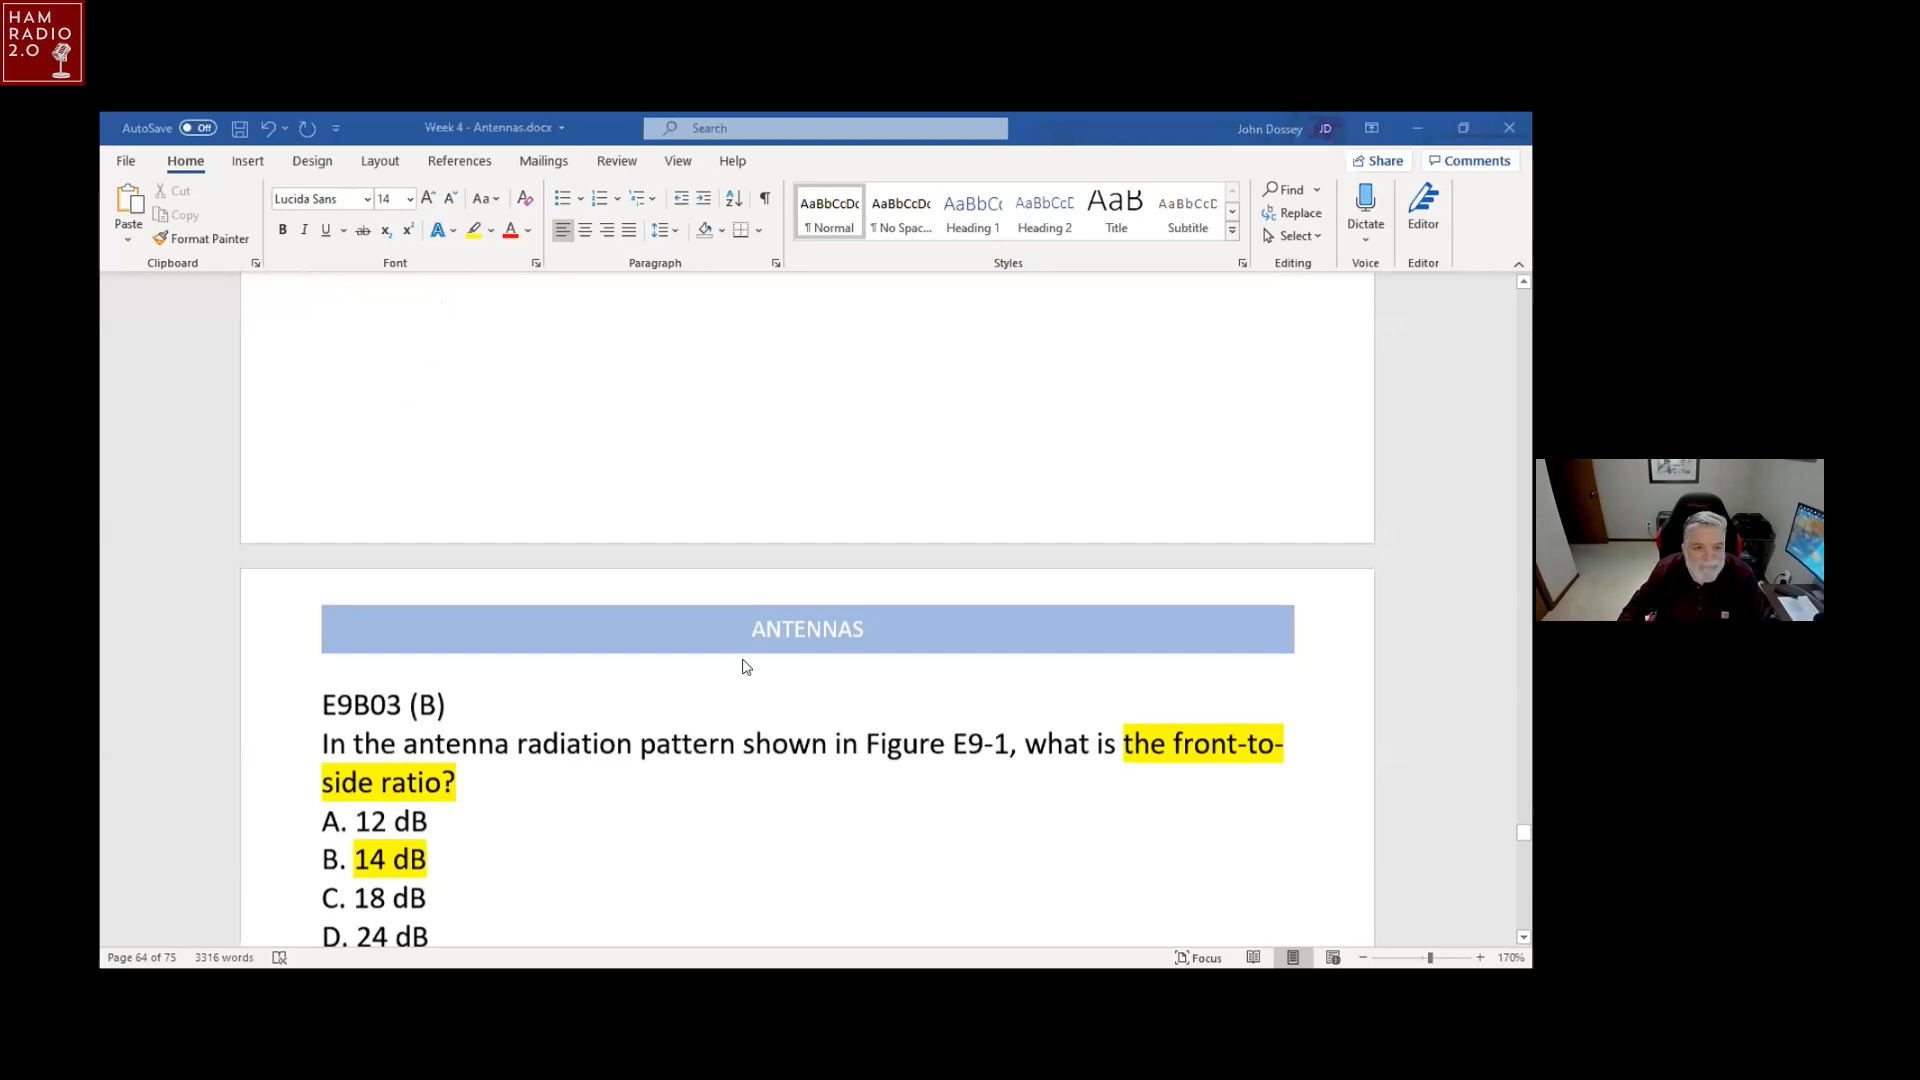 HAM
RADIO
2.0
AutoSave Off
Week 4 - Antennas.docx
Search
John Dossey JD
File Home Insert Design Layout References Mailings Review View Help
Share Comments
Paste
Cut
Copy
Format Painter
Clipboard
Lucida Sans 14
Font
Paragraph
AaBbCcDc
¶ Normal
AaBbCcDc
¶ No Spac...
AaBbCc
Heading 1
AaBbCcD
Heading 2
AaB
Title
AaBbCcD
Subtitle
Styles
Find
Replace
Select
Editing
Dictate
Voice
Editor
Editor
ANTENNAS
E9B03 (B)
In the antenna radiation pattern shown in Figure E9-1, what is the front-to-
side ratio?
A. 12 dB
B. 14 dB
C. 18 dB
D. 24 dB
Page 64 of 75 3316 words
Focus
170%